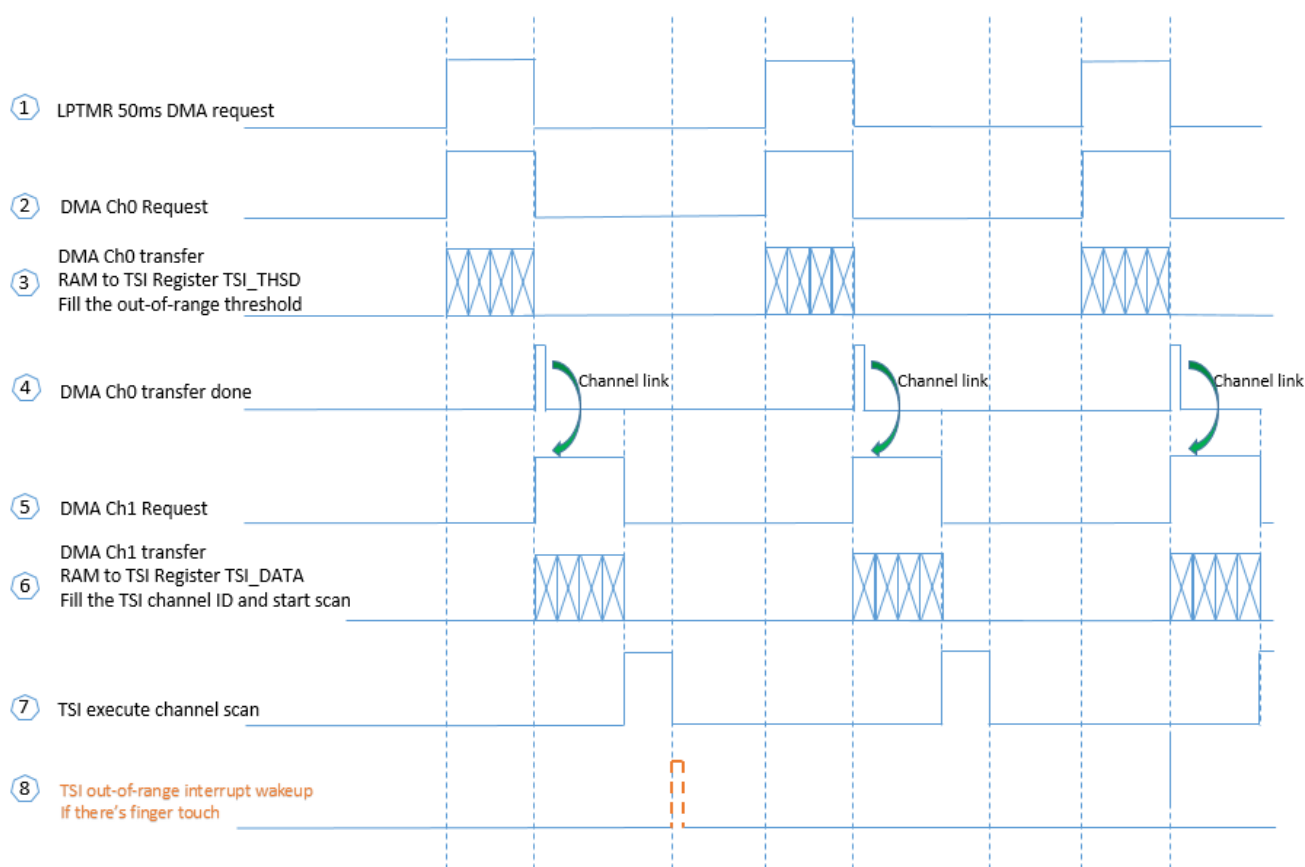 1
LPTMR 50ms DMA request
2
DMA Ch0 Request
DMA Ch0 transfer
3
RAM to TSI Register TSI_THSD
Fill the out-of-range threshold
4
DMA Ch0 transfer done
Channel link
Channel link
Channel link
5
DMA Ch1 Request
DMA Ch1 transfer
6
RAM to TSI Register TSI_DATA
Fill the TSI channel ID and start scan
7
TSI execute channel scan
8
TSI out-of-range interrupt wakeup
If there's finger touch